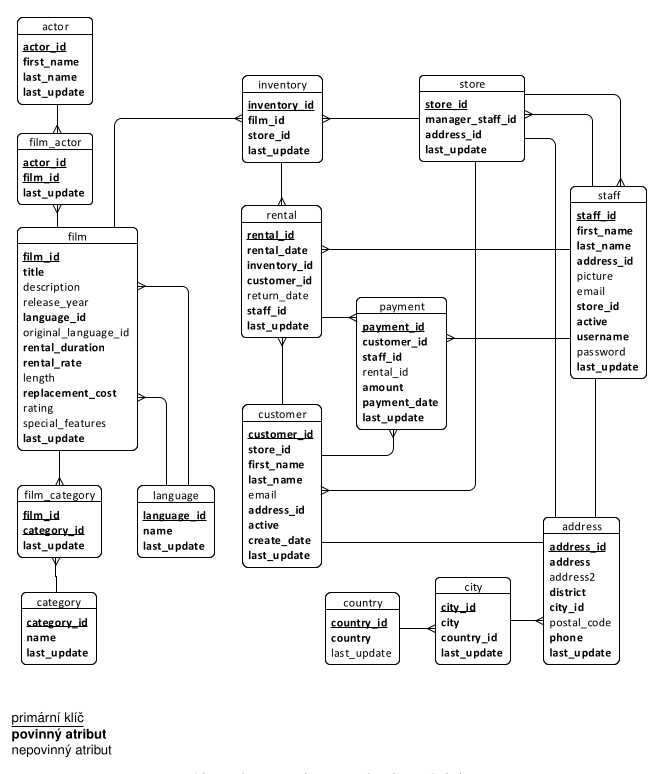 actor
actor_id
first_name
last_name
last_update
film_actor
actor_id
film_id
last_update
film
film_id
title
description
release_year
language_id
original_language_id
rental_duration
rental_rate
length
replacement_cost
rating
special_features
last_update
film_category
film_id
category_id
last_update
category
category_id
name
last_update
language
language_id
name
last_update
inventory
inventory_id
film_id
store_id
last_update
rental
rental_id
rental_date
inventory_id
customer_id
return_date
staff_id
last_update
customer
customer_id
store_id
first_name
last_name
email
address_id
active
create_date
last_update
payment
payment_id
customer_id
staff_id
rental_id
amount
payment_date
last_update
store
store_id
manager_staff_id
address_id
last_update
staff
staff_id
first_name
last_name
address_id
picture
email
store_id
active
username
password
last_update
address
address_id
address
address2
district
city_id
postal_code
phone
last_update
city
city_id
city
country_id
last_update
country
country_id
country
last_update
primární klíč
povinný atribut
nepovinný atribut